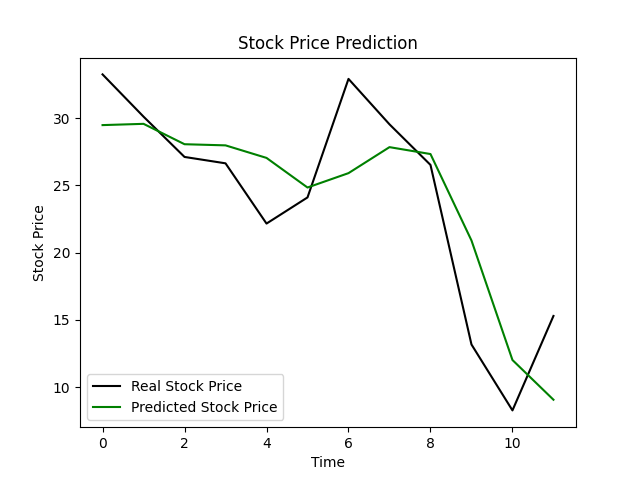 Stock Price Prediction
Stock Price
30
25
20
15
10
Real Stock Price
Predicted Stock Price
0 2 4 6 8 10
Time